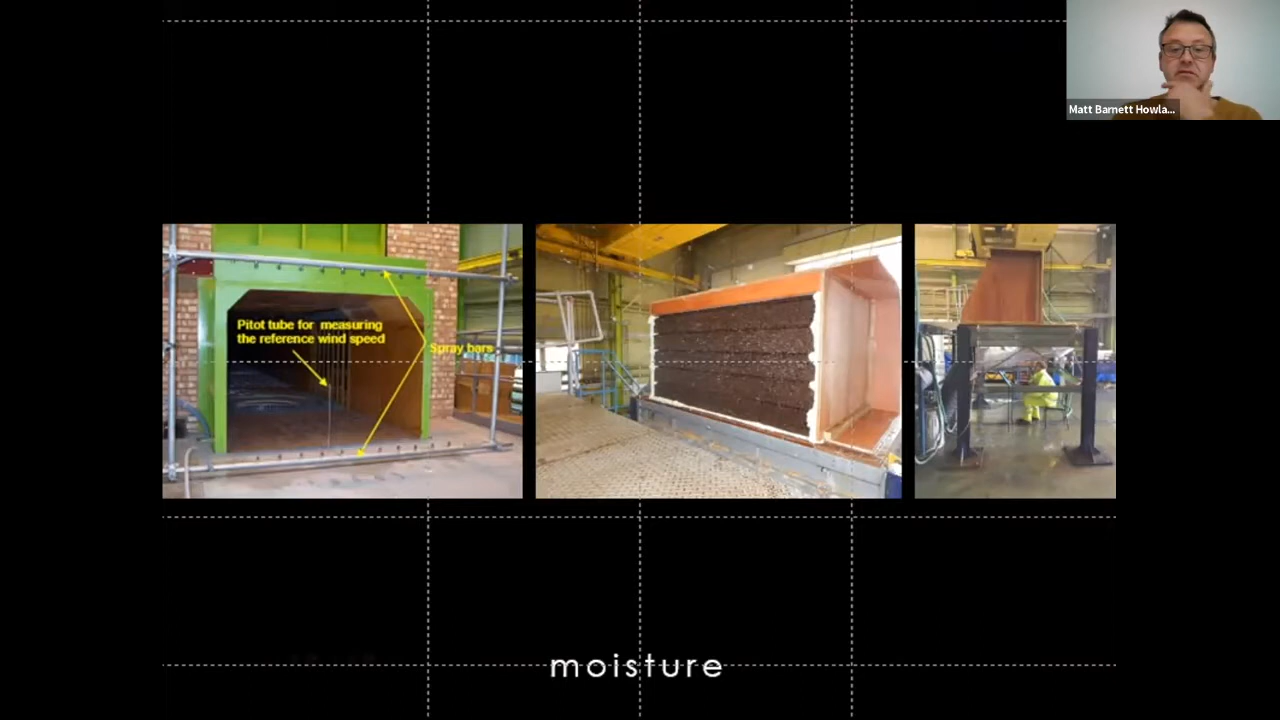 Matt Barnett Howla...
Pitot tube for measuring
the reference wind speed
Spray bars
moisture